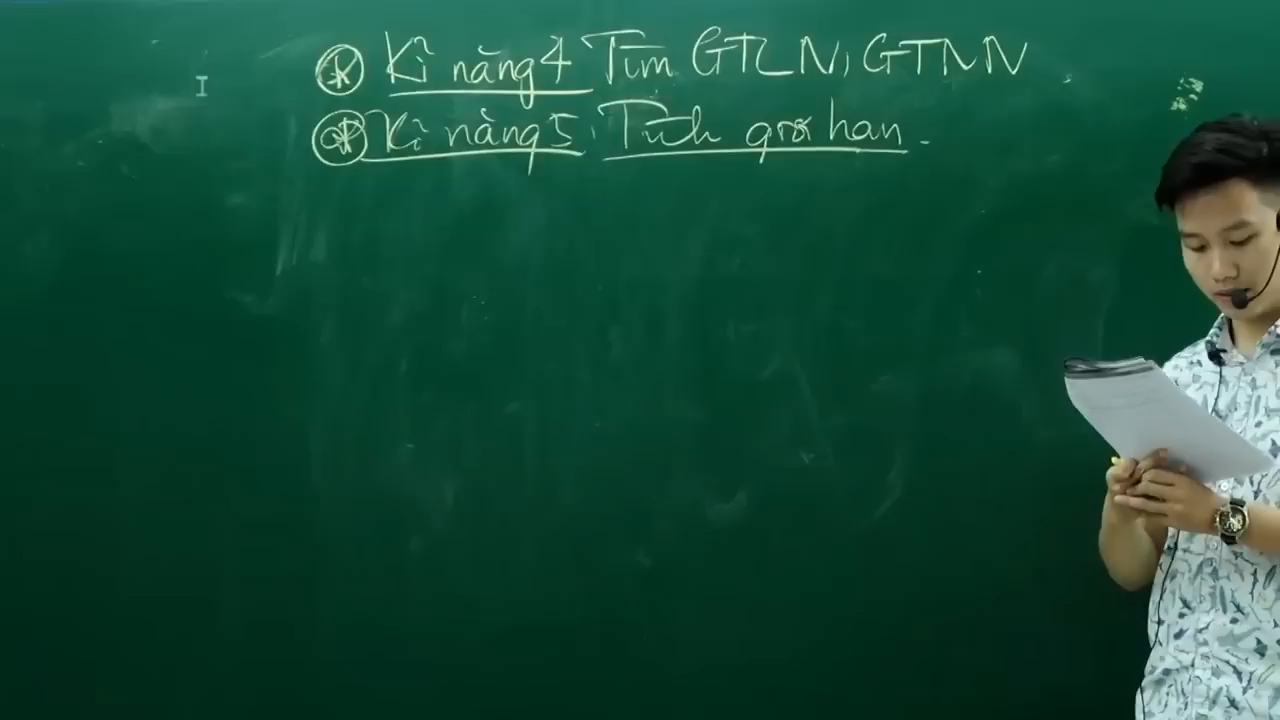 Kĩ năng 4 Tìm GTLN, GTNN
Kĩ năng 5: Tính giới hạn.